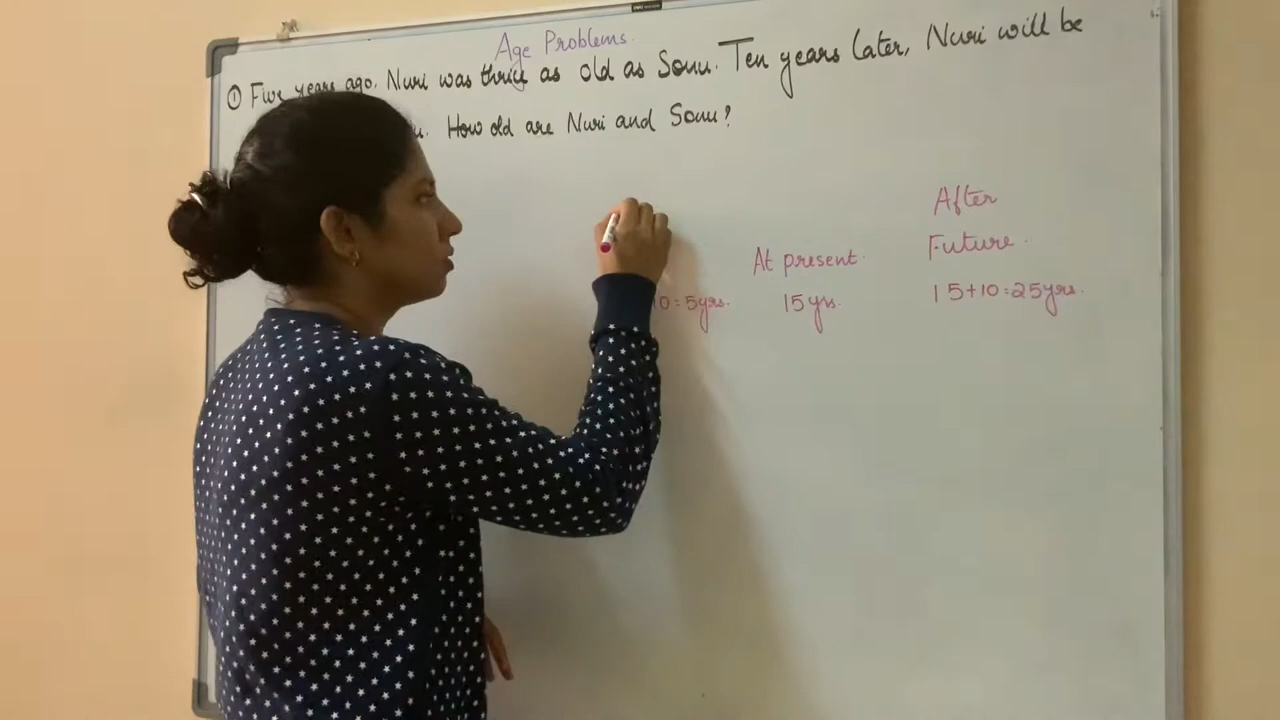 Age Problems.
① Five years ago, Nuri was thrice as old as Sonu. Ten years later, Nuri will be
How old are Nuri and Sonu?
After
At present. Future.
10=5yrs. 15yrs. 15+10=25yrs.